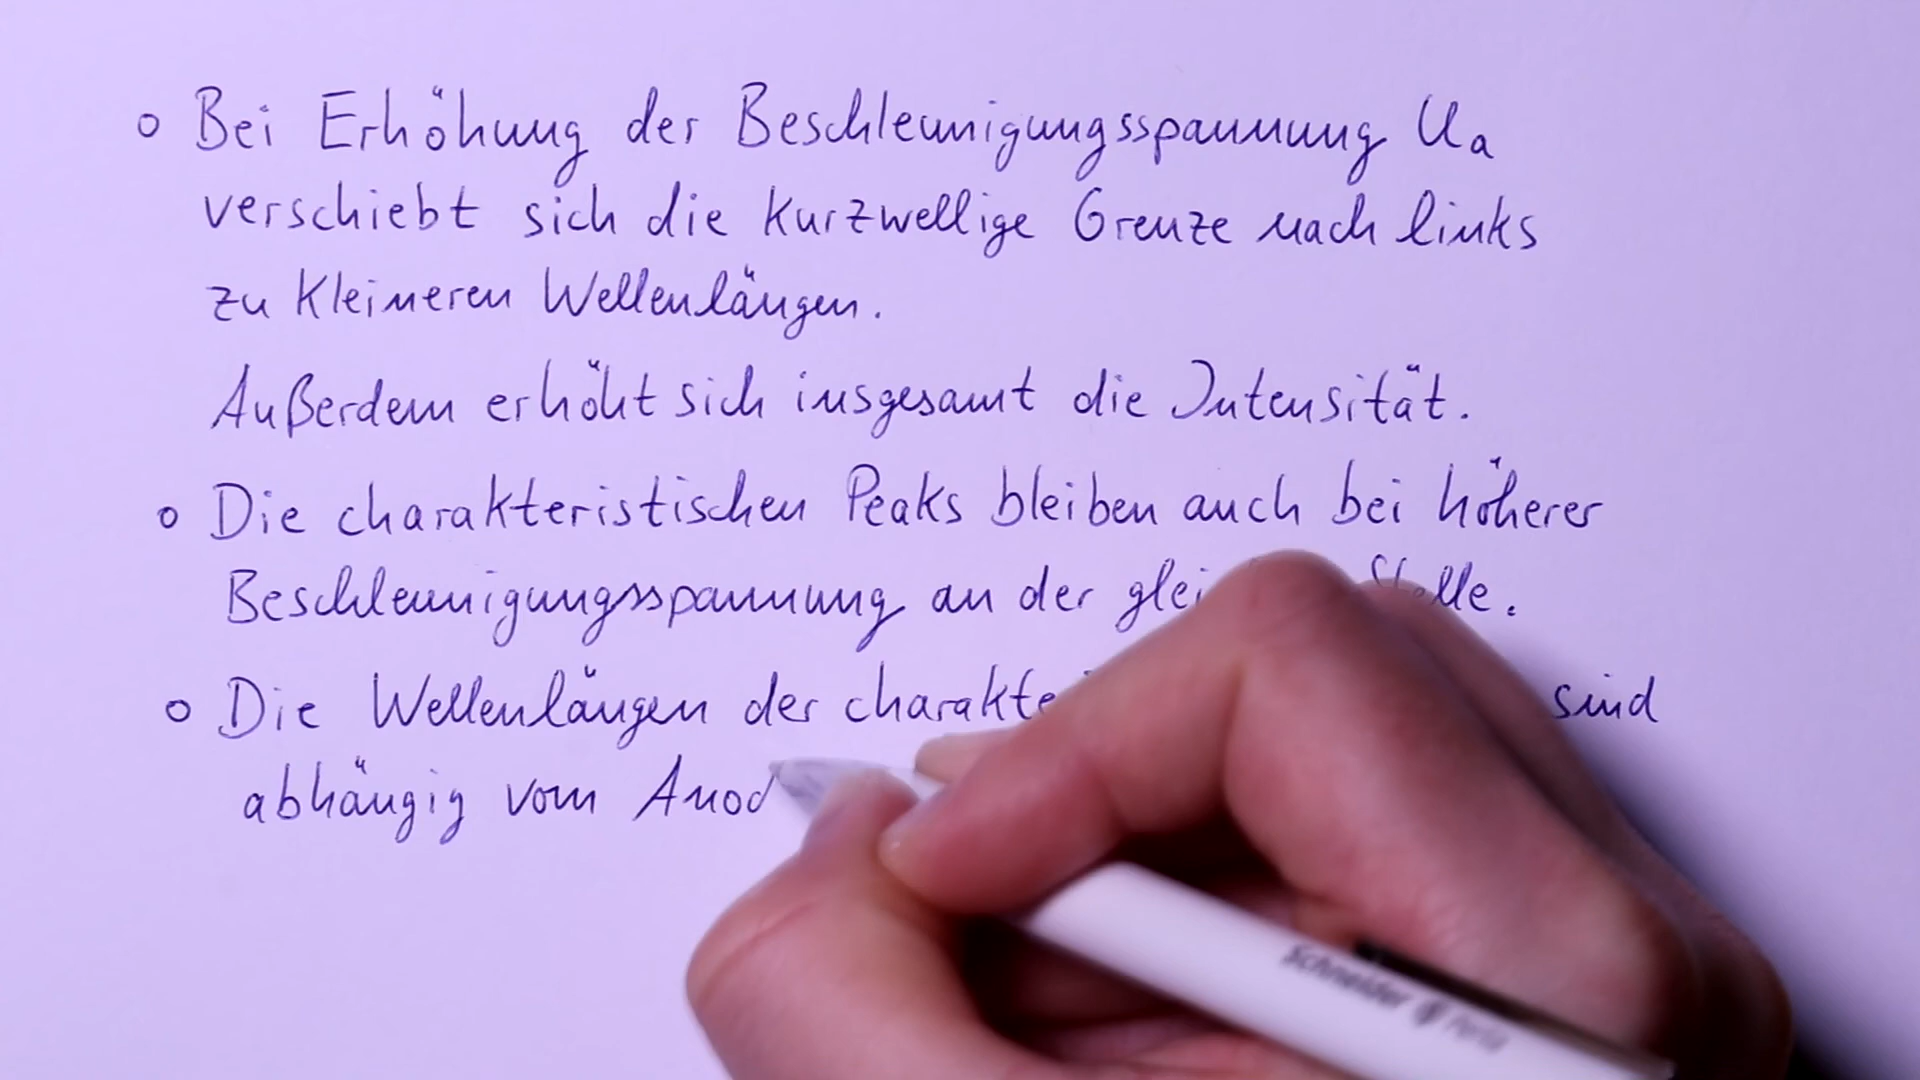 o Bei Erhöhung der Beschleunigungsspannung Ua
verschiebt sich die kurzwellige Grenze nach links
zu kleineren Wellenlängen.
Außerdem erhöht sich insgesamt die Intensität.
o Die charakteristischen Peaks bleiben auch bei höherer
Beschleunigungsspannung an der
o Die Wellenlängen der sind
abhängig vom Anod
Schneider